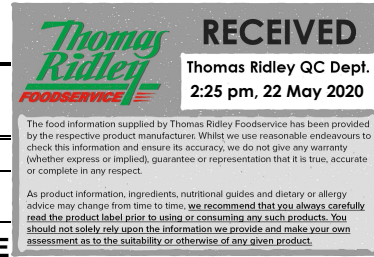 Thomas
Ridley
FOODSERVICE
RECEIVED
Thomas Ridley QC Dept.
2:25 pm, 22 May 2020
The food information supplied by Thomas Ridley Foodservice has been provided
by the respective product manufacturer. Whilst we use reasonable endeavours to
check this information and ensure its accuracy, we do not give any warranty
(whether express or implied), guarantee or representation that it is true, accurate
or complete in any respect.
As product information, ingredients, nutritional guides and dietary or allergy
advice may change from time to time, we recommend that you always carefully
read the product label prior to using or consuming any such products. You
should not solely rely upon the information we provide and make your own
assessment as to the suitability or otherwise of any given product.
E